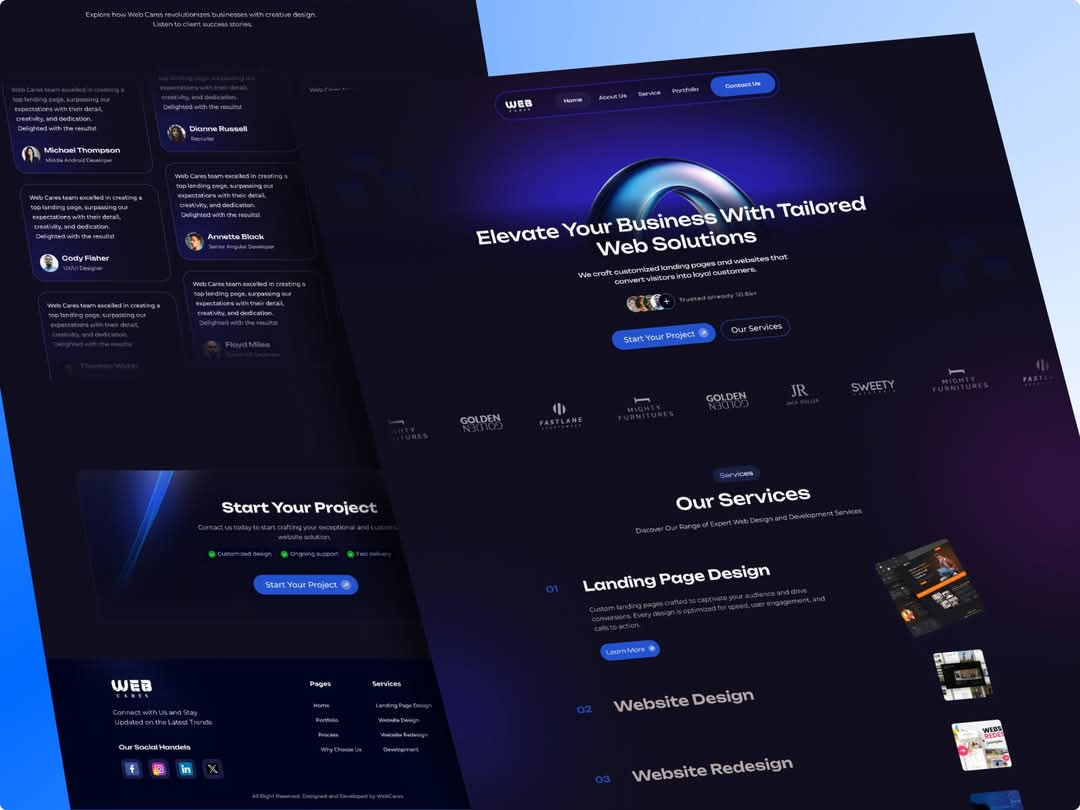 Explore how Web Cares revolutionizes businesses with creative design.
Listen to client success stories.
Web Cares team excelled in creating a
top landing page, surpassing our
expectations with their detail,
creativity, and dedication.
Delighted with the results!
Michael Thompson
Middle Android Developer
top landing page, surpassing our
expectations with their detail,
creativity, and dedication.
Delighted with the results!
Dianne Russell
Recruiter
Web Cares team excelled in creating a
top landing page, surpassing our
expectations with their detail,
creativity, and dedication.
Delighted with the results!
Cody Fisher
UX/UI Designer
Web Cares team excelled in creating a
top landing page, surpassing our
expectations with their detail,
creativity, and dedication.
Delighted with the results!
Annette Black
Senior Angular Developer
Web Cares team excelled in creating a
top landing page, surpassing our
expectations with their detail,
creativity, and dedication.
Delighted with the results!
Web Cares team excelled in creating a
top landing page, surpassing our
expectations with their detail,
creativity, and dedication.
Delighted with the results!
Floyd Miles
Web Ca
Start Your Project
Contact us today to start crafting your exceptional and custom
website solution.
Customized design
Ongoing support
Fast delivery
Start Your Project
WEB
CARES
Connect with Us and Stay
Updated on the Latest Trends
Our Social Handels
Pages
Home
Portfolio
Process
Why Choose Us
Services
Landing Page Design
Website Design
Website Redesign
Development
All Right Reserved. Designed and Developed by WebCares.
WEB
CARES
Home
About Us
Service
Portfolio
Contact Us
Elevate Your Business With Tailored
Web Solutions
We craft customized landing pages and websites that
convert visitors into loyal customers.
Trusted already 10.6k+
Start Your Project
Our Services
GOLDEN
GOLDEN
FASTLANE
MIGHTY
FURNITURES
GOLDEN
GOLDEN
JR
JACK ROLLER
SWEETY
MIGHTY
FURNITURES
Services
Our Services
Discover Our Range of Expert Web Design and Development Services
01
Landing Page Design
Custom landing pages crafted to captivate your audience and drive
conversions. Every design is optimized for speed, user engagement, and
calls to action.
Learn More
02
Website Design
03
Website Redesign